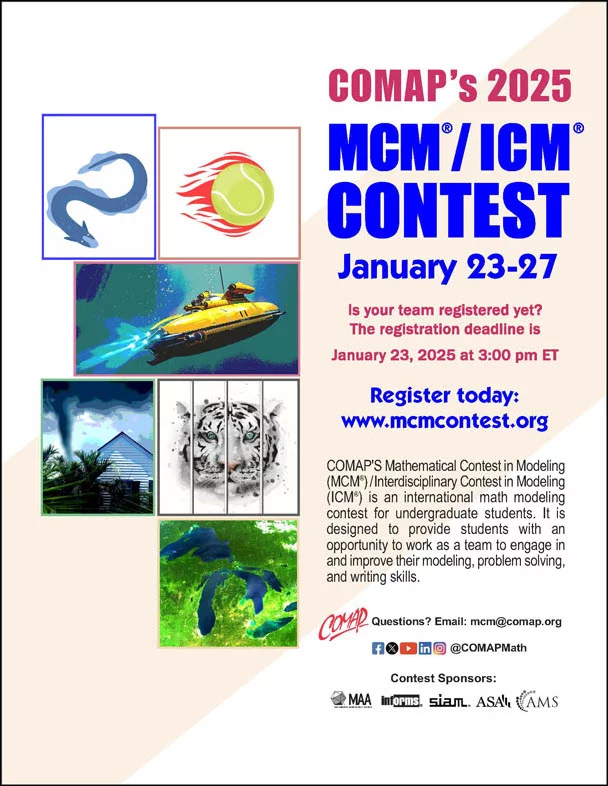 COMAP's 2025
MCM®/ICM®
CONTEST
January 23-27
Is your team registered yet?
The registration deadline is
January 23, 2025 at 3:00 pm ET
Register today:
www.mcmcontest.org
COMAP'S Mathematical Contest in Modeling
(MCM®)/Interdisciplinary Contest in Modeling
(ICM®) is an international math modeling
contest for undergraduate students. It is
designed to provide students with an
opportunity to work as a team to engage in
and improve their modeling, problem solving,
and writing skills.
COMAP Questions? Email: mcm@comap.org
@COMAPMath
Contest Sponsors:
MAA informs® siam. ASA AMS